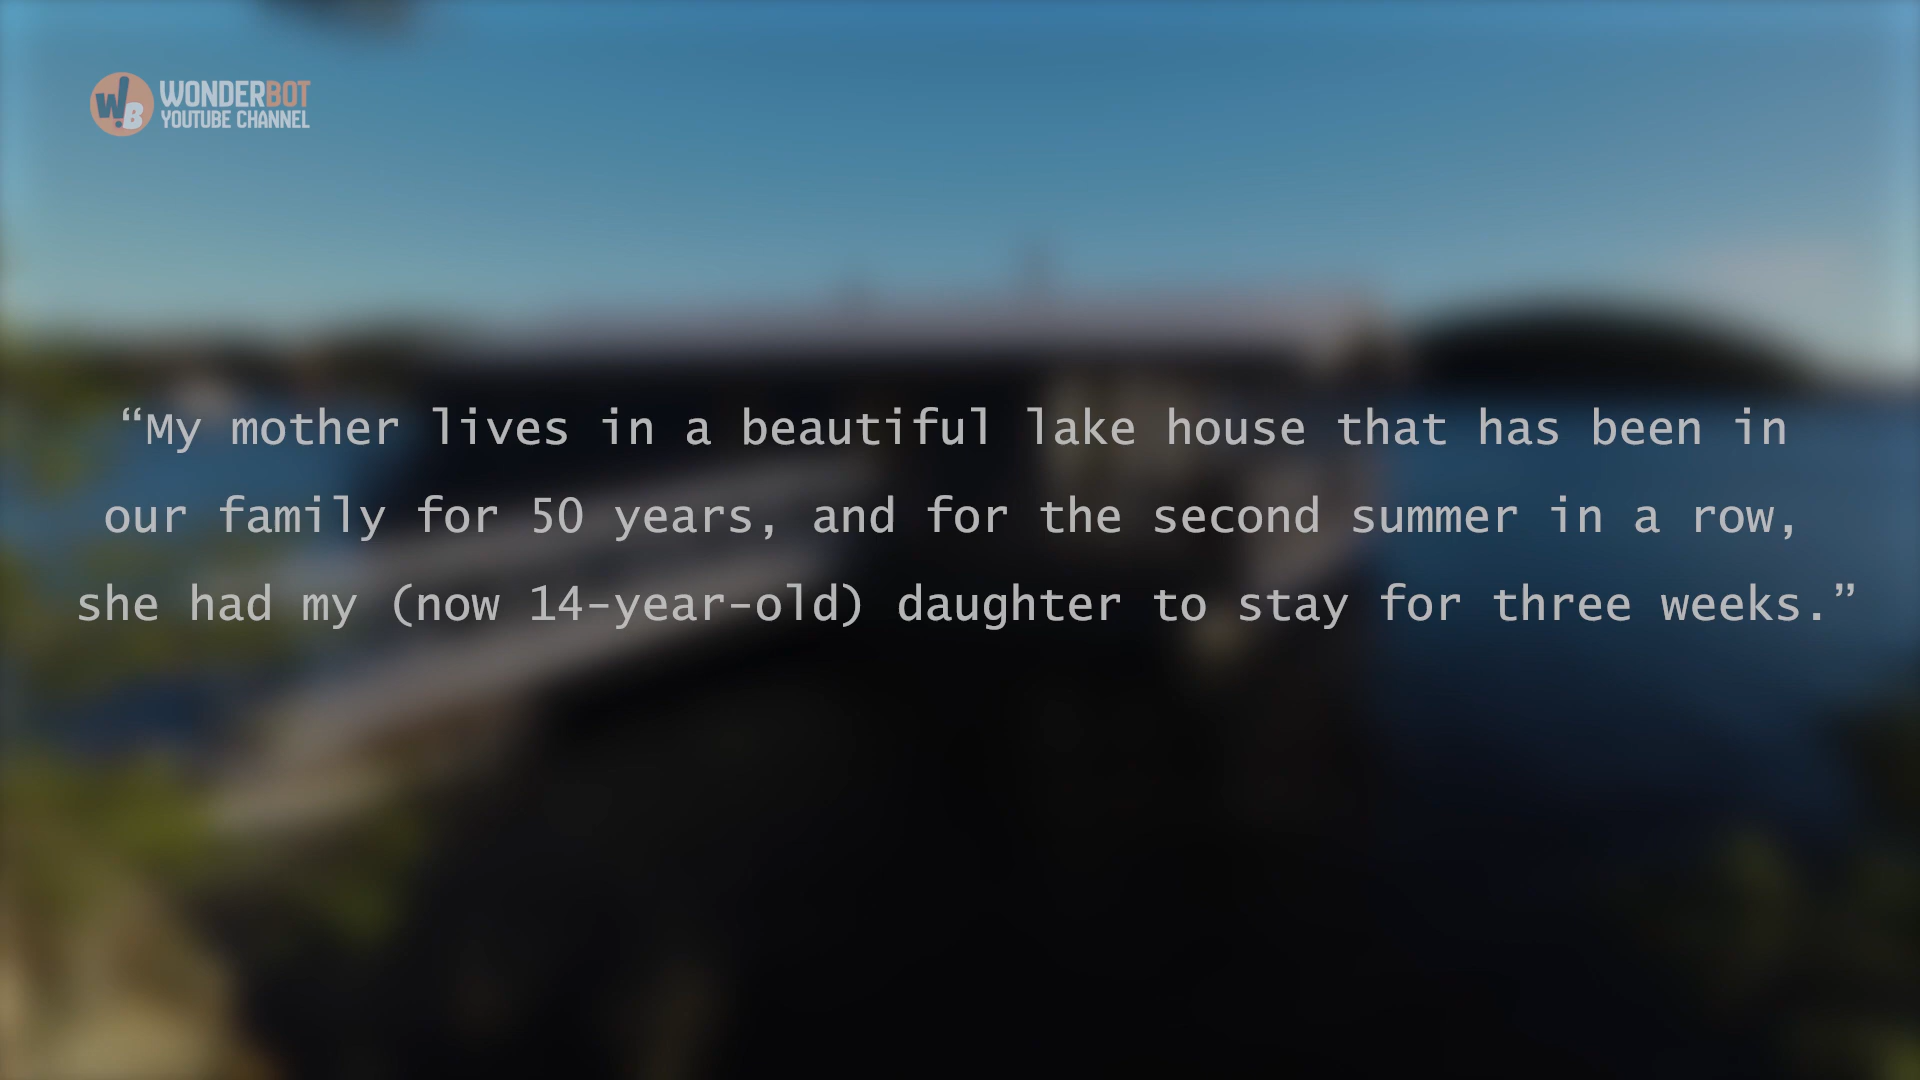 WONDERBOT
YOUTUBE CHANNEL
“My mother lives in a beautiful lake house that has been in
our family for 50 years, and for the second summer in a row,
she had my (now 14-year-old) daughter to stay for three weeks.”